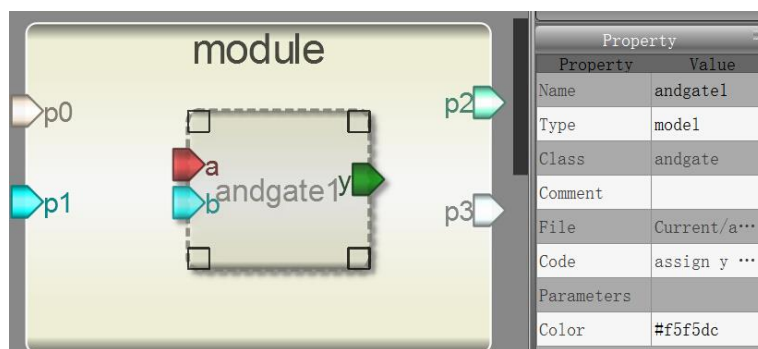 module
p0
p1
a
b
andgate1
y
p2
p3
Property
Property Value
Name andgate1
Type model
Class andgate
Comment
File Current/a…
Code assign y …
Parameters
Color #f5f5dc